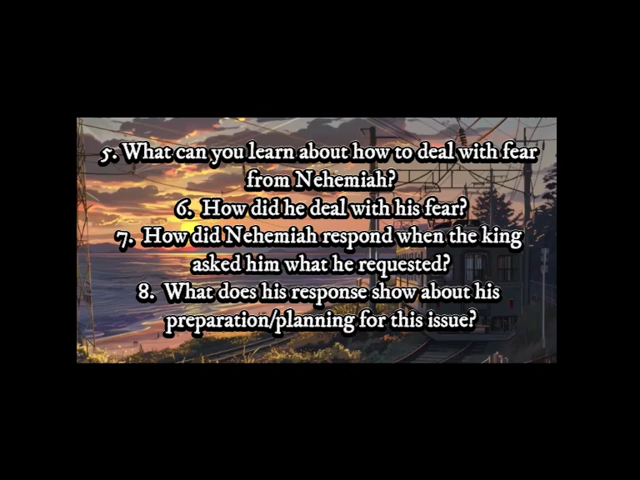 5. What can you learn about how to deal with fear
from Nehemiah?
6. How did he deal with his fear?
7. How did Nehemiah respond when the king
asked him what he requested?
8. What does his response show about his
preparation/planning for this issue?